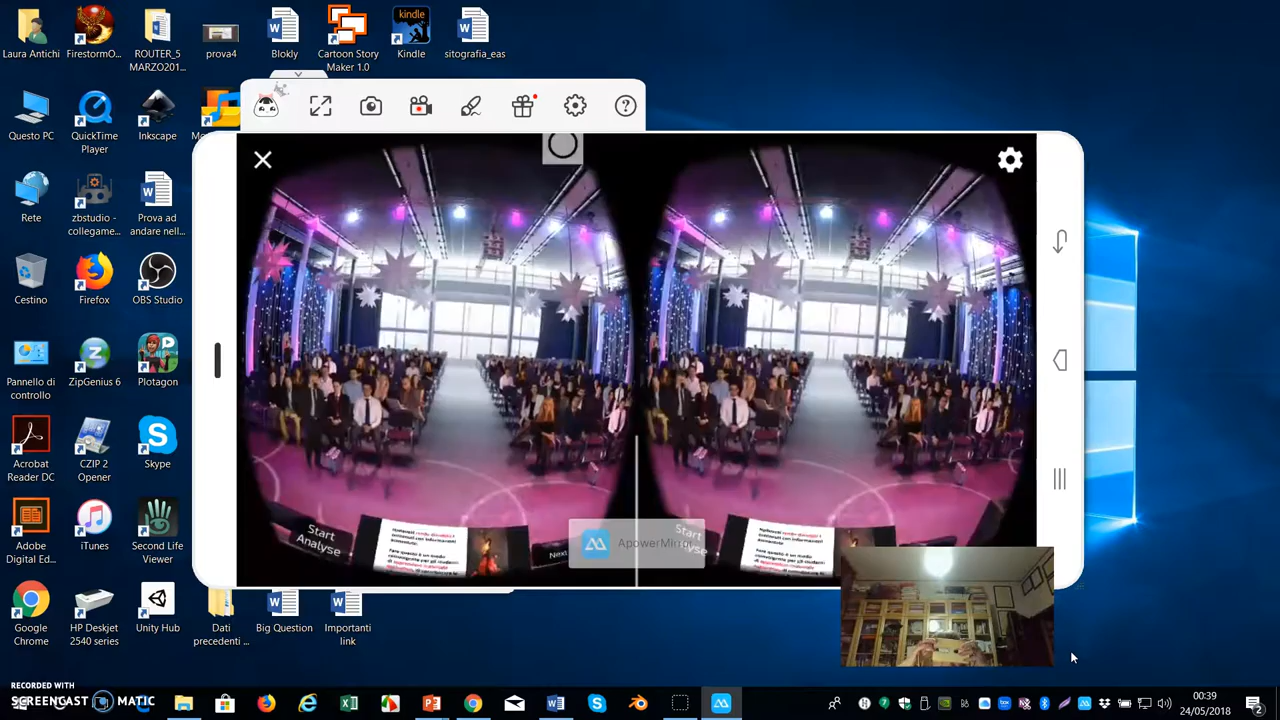 kindle
Laura Antichi
FirestormO...
ROUTER_5
MARZO201...
prova4
Blokly
Cartoon Story
Maker 1.0
Kindle
sitografia_eas
Questo PC
QuickTime
Player
Inkscape
Rete
zbstudio -
collegame...
Prova ad
andare nell...
Cestino
Firefox
OBS Studio
Pannello di
controllo
ZipGenius 6
Plotagon
Acrobat
Reader DC
CZIP 2
Opener
Skype
Adobe
Digital Ed...
iTunes
Second Life
Viewer
Google
Chrome
HP Deskjet
2540 series
Unity Hub
Dati
precedenti ...
Big Question
Importanti
link
Start
Analyse
Next
ApowerMirror
RECORDED WITH
SCREENCAST MATIC
00:39
24/05/2018